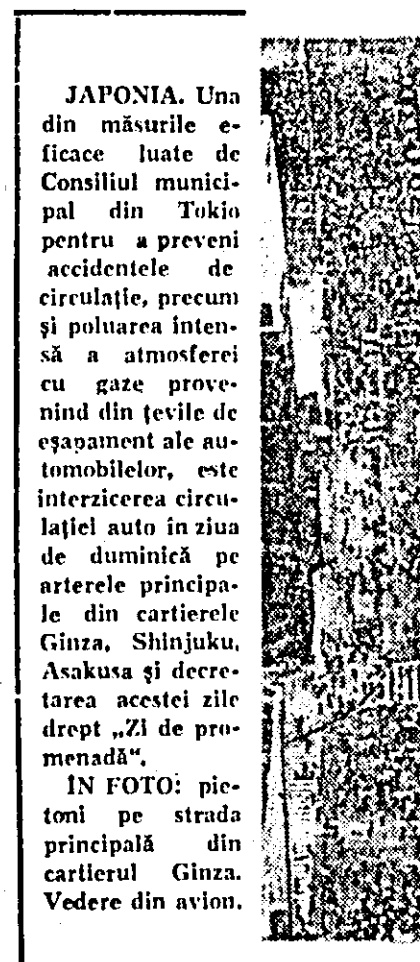 JAPONIA. Una
din măsurile e-
ficace luate de
Consiliul munici-
pal din Tokio
pentru a preveni
accidentele de
circulație, precum
și poluarea inten-
să a atmosferei
cu gaze prove-
nind din țevile de
eșapament ale au-
tomobilelor, este
interzicerea circu-
lației auto în ziua
de duminică pe
arterele principa-
le din cartierele
Ginza, Shinjuku,
Asakusa și decre-
tarea acestei zile
drept „Zi de pro-
menadă“.
ÎN FOTO: pie-
toni pe strada
principală din
cartierul Ginza.
Vedere din avion.